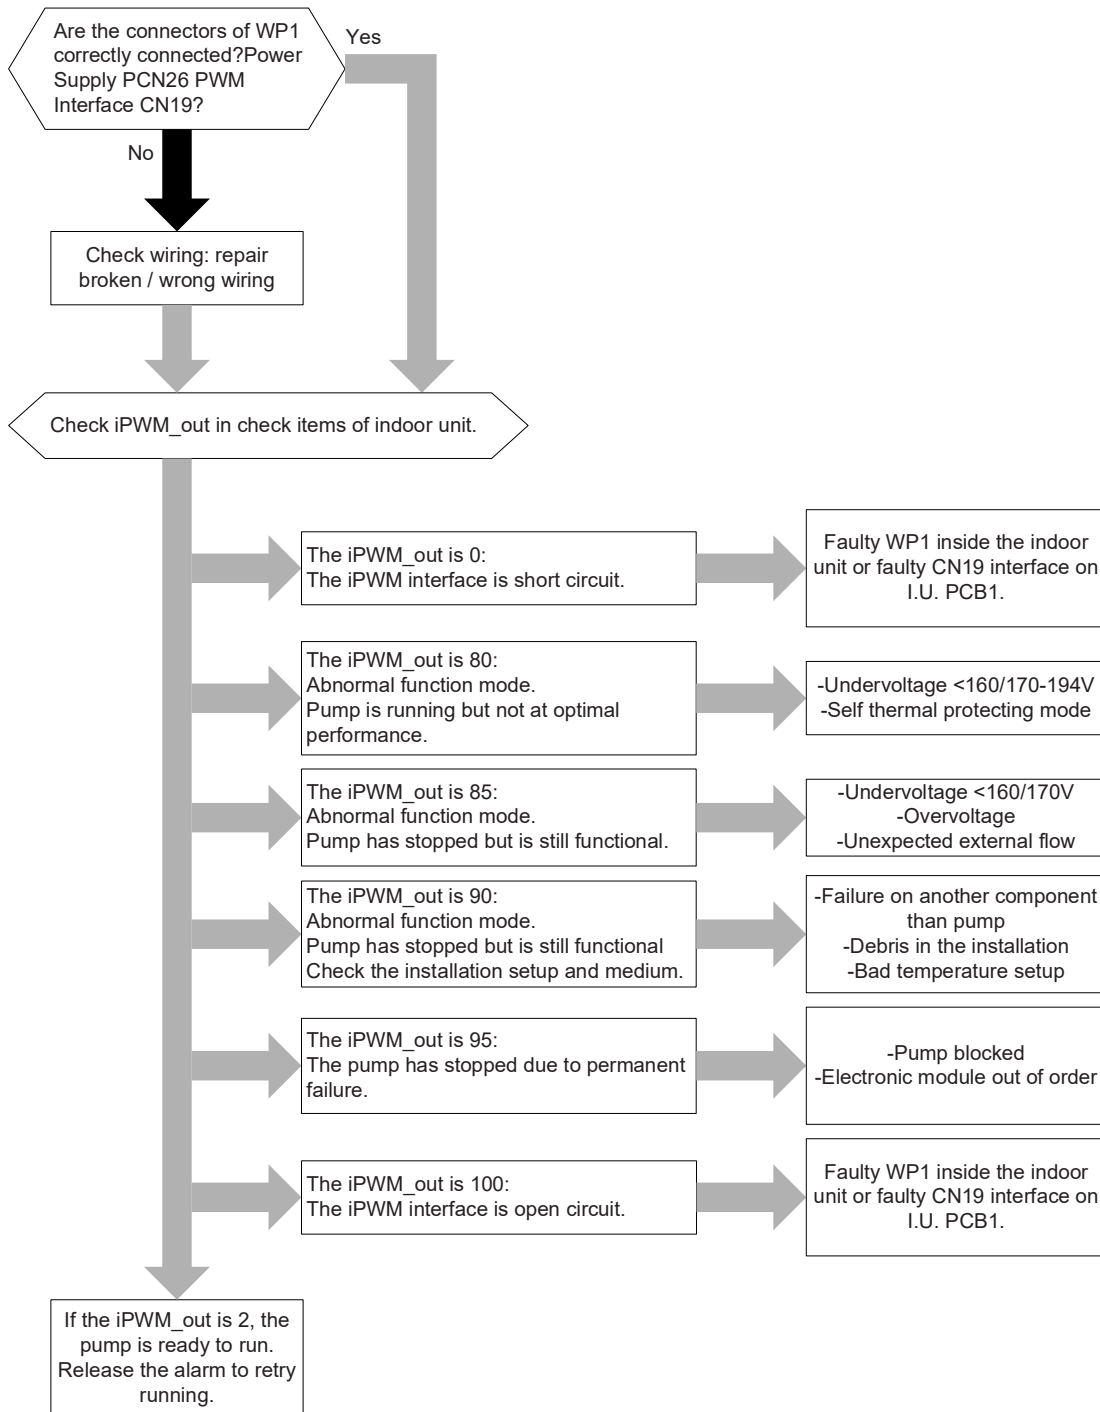 Are the connectors of WP1
correctly connected?Power
Supply PCN26 PWM
Interface CN19?
Yes
No
Check wiring: repair
broken / wrong wiring
Check iPWM_out in check items of indoor unit.
The iPWM_out is 0:
The iPWM interface is short circuit.
Faulty WP1 inside the indoor
unit or faulty CN19 interface on
I.U. PCB1.
The iPWM_out is 80:
Abnormal function mode.
Pump is running but not at optimal
performance.
-Undervoltage <160/170-194V
-Self thermal protecting mode
The iPWM_out is 85:
Abnormal function mode.
Pump has stopped but is still functional.
-Undervoltage <160/170V
-Overvoltage
-Unexpected external flow
The iPWM_out is 90:
Abnormal function mode.
Pump has stopped but is still functional
Check the installation setup and medium.
-Failure on another component
than pump
-Debris in the installation
-Bad temperature setup
The iPWM_out is 95:
The pump has stopped due to permanent
failure.
-Pump blocked
-Electronic module out of order
The iPWM_out is 100:
The iPWM interface is open circuit.
Faulty WP1 inside the indoor
unit or faulty CN19 interface on
I.U. PCB1.
If the iPWM_out is 2, the
pump is ready to run.
Release the alarm to retry
running.